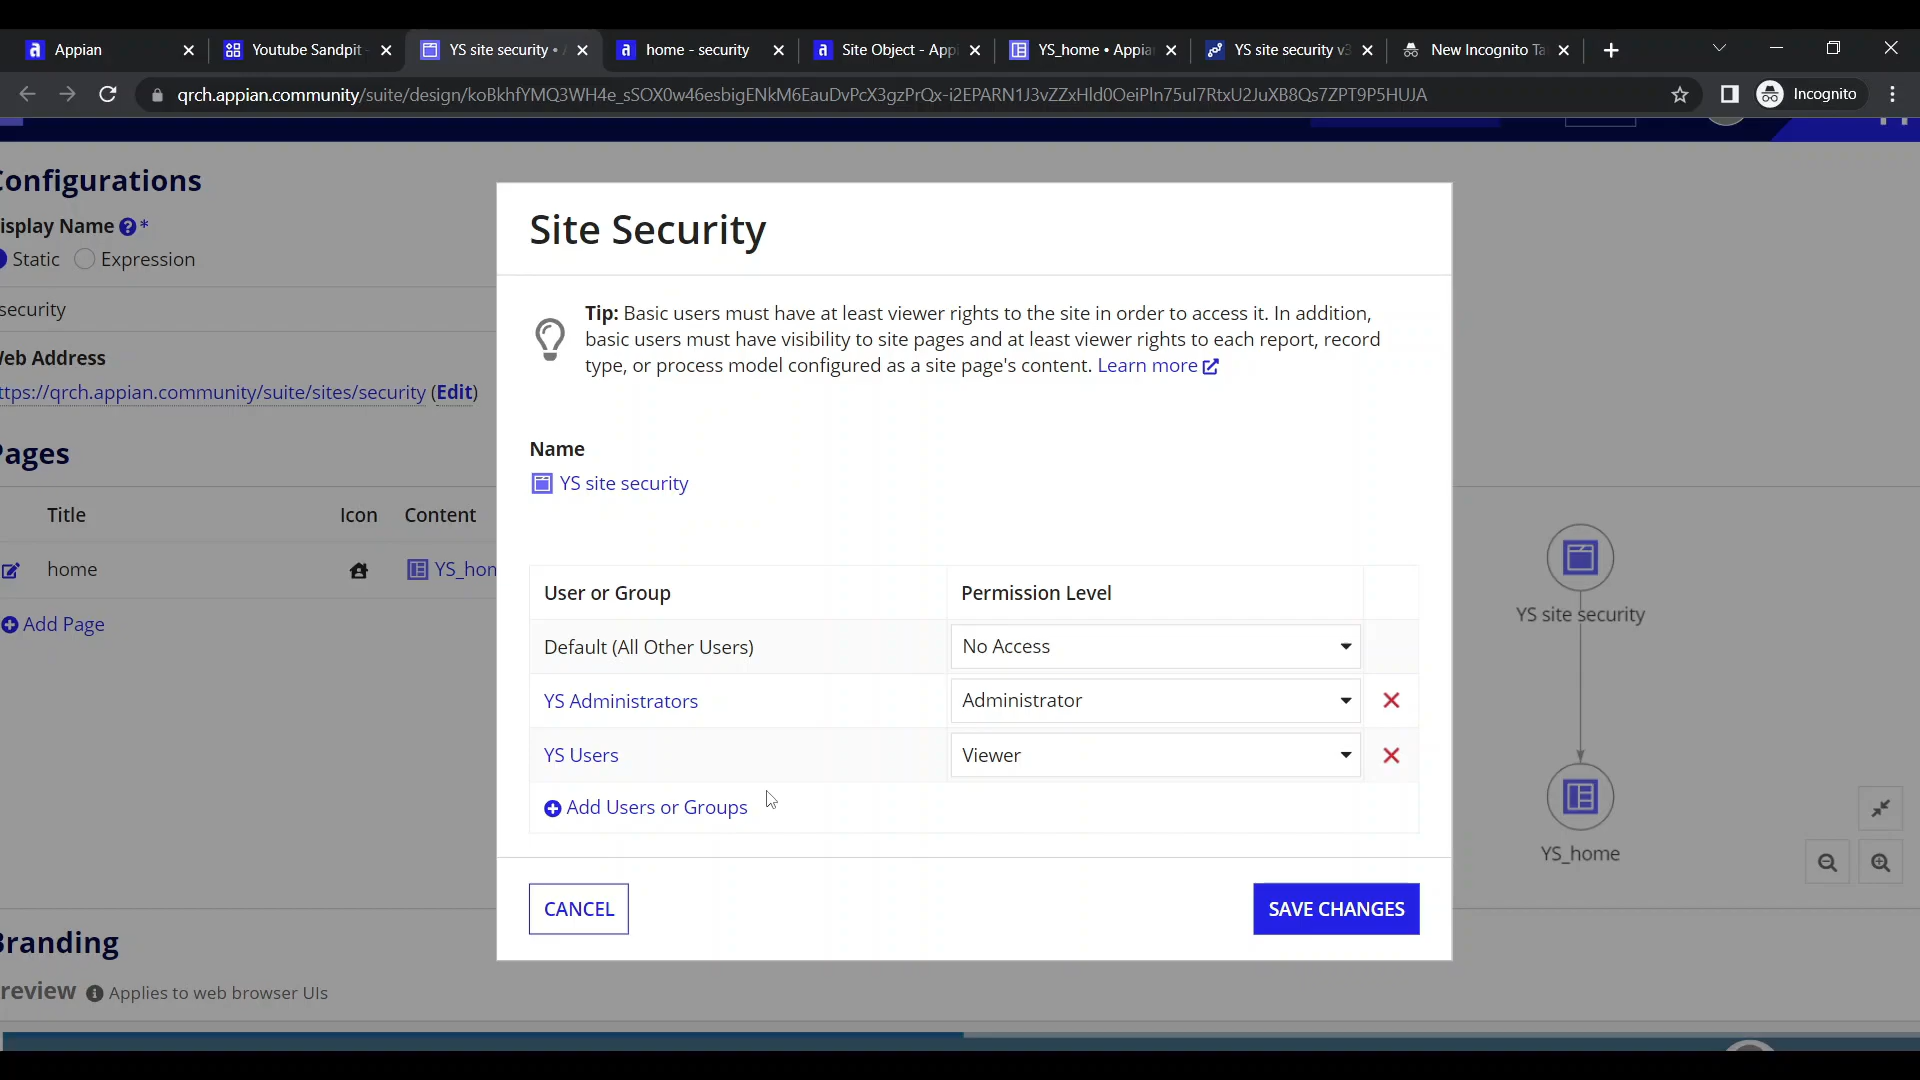 Appian
Youtube Sandpit -
YS site security •
home - security
Site Object - App
YS_home • Appia
YS site security v
New Incognito Ta
qrch.appian.community/suite/design/koBkhfYMQ3WH4e_sSOX0w46esbigENkM6EauDvPcX3gzPrQx-i2EPARN1J3vZZxHld0OeiPln75uI7RtxU2JuXB8Qs7ZPT9P5HUJA
Incognito
onfigurations
isplay Name ? *
Static
Expression
security
eb Address
ttps://qrch.appian.community/suite/sites/security (Edit)
ages
Title Icon Content
home YS_hon
Add Page
Branding
review Applies to web browser UIs
Site Security
Tip: Basic users must have at least viewer rights to the site in order to access it. In addition,
basic users must have visibility to site pages and at least viewer rights to each report, record
type, or process model configured as a site page's content. Learn more
Name
YS site security
User or Group Permission Level
Default (All Other Users) No Access
YS Administrators Administrator
YS Users Viewer
Add Users or Groups
CANCEL
SAVE CHANGES
YS site security
YS_home